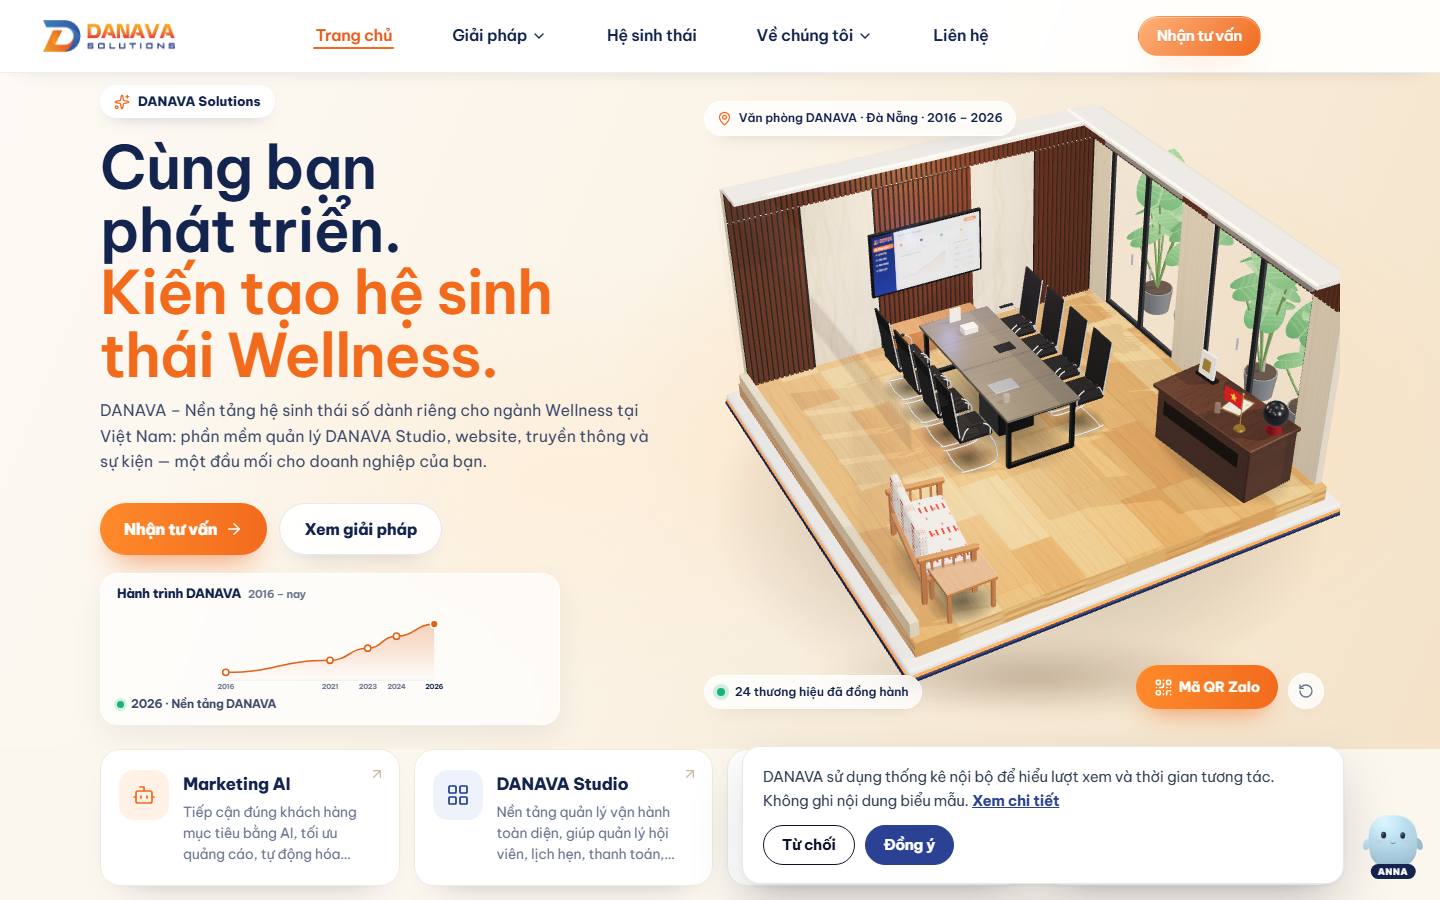 DANAVA
SOLUTIONS
Trang chủ
Giải pháp
Hệ sinh thái
Về chúng tôi
Liên hệ
Nhận tư vấn
DANAVA Solutions
Cùng bạn
phát triển.
Kiến tạo hệ sinh
thái Wellness.
DANAVA – Nền tảng hệ sinh thái số dành riêng cho ngành Wellness tại
Việt Nam: phần mềm quản lý DANAVA Studio, website, truyền thông và
sự kiện — một đầu mối cho doanh nghiệp của bạn.
Nhận tư vấn
Xem giải pháp
Hành trình DANAVA 2016 – nay
2016 2021 2023 2024 2026
2026 · Nền tảng DANAVA
Văn phòng DANAVA · Đà Nẵng · 2016 – 2026
24 thương hiệu đã đồng hành
Mã QR Zalo
Marketing AI
Tiếp cận đúng khách hàng
mục tiêu bằng AI, tối ưu
quảng cáo, tự động hóa...
DANAVA Studio
Nền tảng quản lý vận hành
toàn diện, giúp quản lý hội
viên, lịch hẹn, thanh toán,...
DANAVA sử dụng thống kê nội bộ để hiểu lượt xem và thời gian tương tác.
Không ghi nội dung biểu mẫu. Xem chi tiết
Từ chối
Đồng ý
ANNA